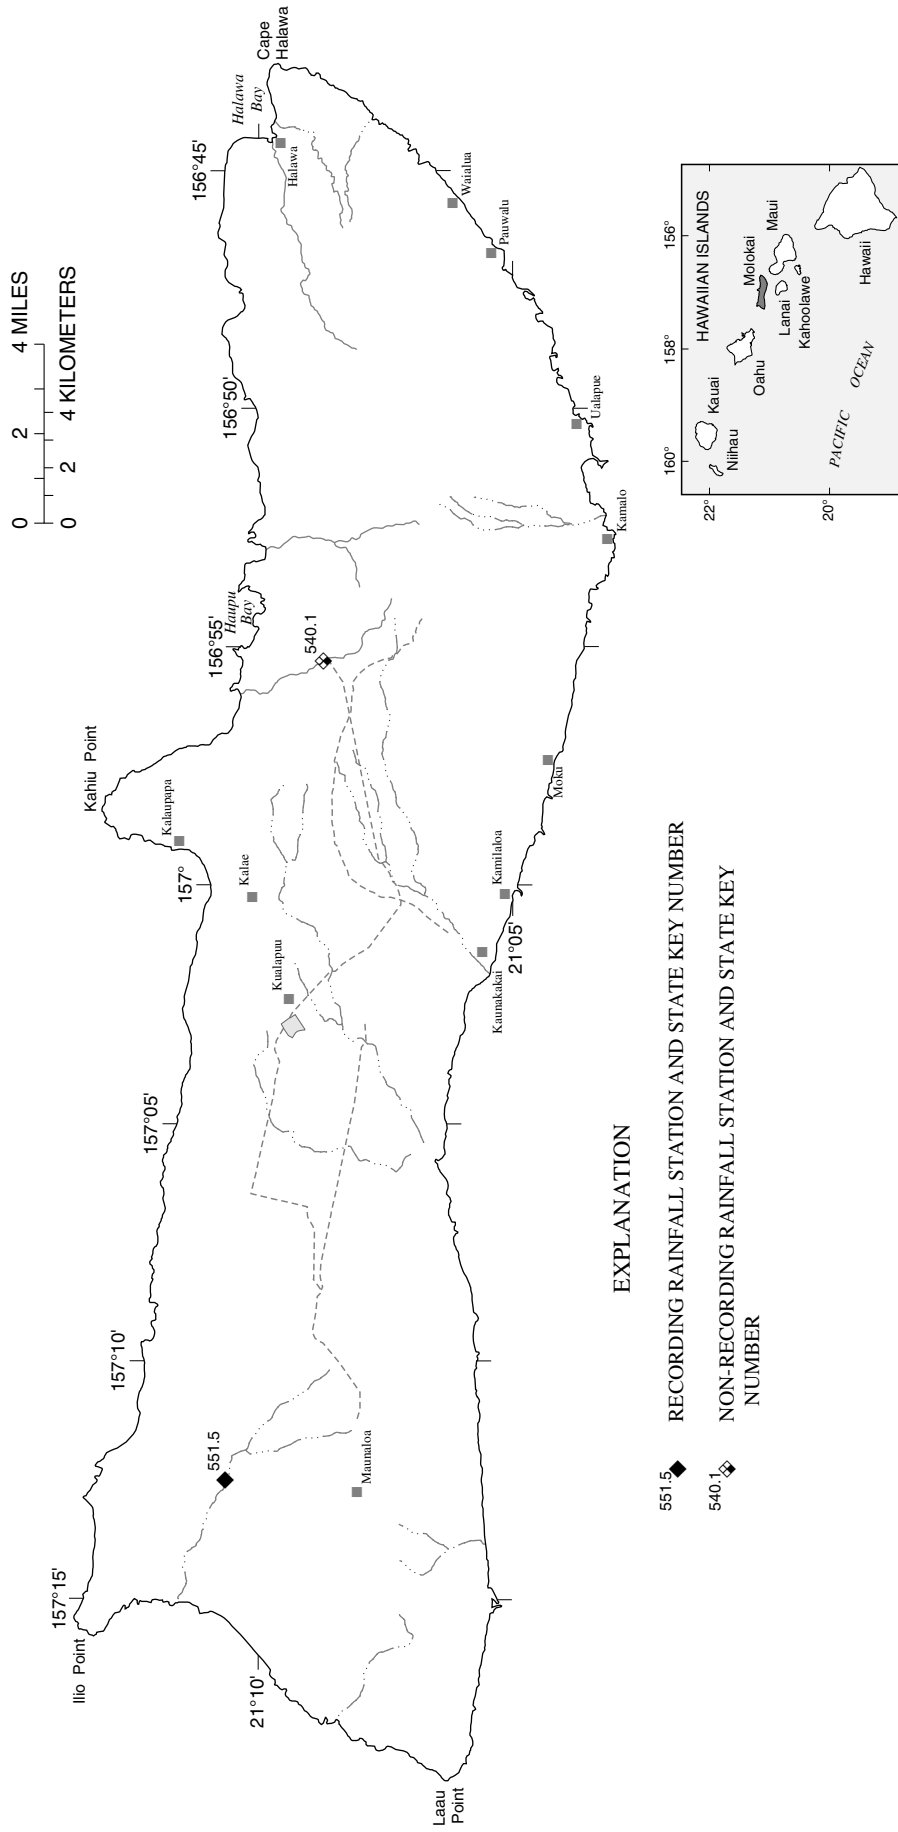 0 2 4 MILES
0 2 4 KILOMETERS
157°15'
157°10'
157°05'
157°
156°55'
156°50'
156°45'
Ilio Point
Kahiu Point
Haupu
Bay
Halawa
Bay
Cape
Halawa
Kalaupapa
Kalae
Kualapuu
Halawa
551.5
540.1
21°10'
Maunaloa
Laau
Point
Kaunakakai
21°05'
Kamilaloa
Moku
Kamalo
Ualapue
Pauwalu
Waialua
EXPLANATION
551.5 RECORDING RAINFALL STATION AND STATE KEY NUMBER
540.1 NON-RECORDING RAINFALL STATION AND STATE KEY
NUMBER
160° 158° 156°
22°
20°
HAWAIIAN ISLANDS
Kauai
Niihau
Oahu
Molokai
Maui
Lanai
Kahoolawe
Hawaii
PACIFIC OCEAN